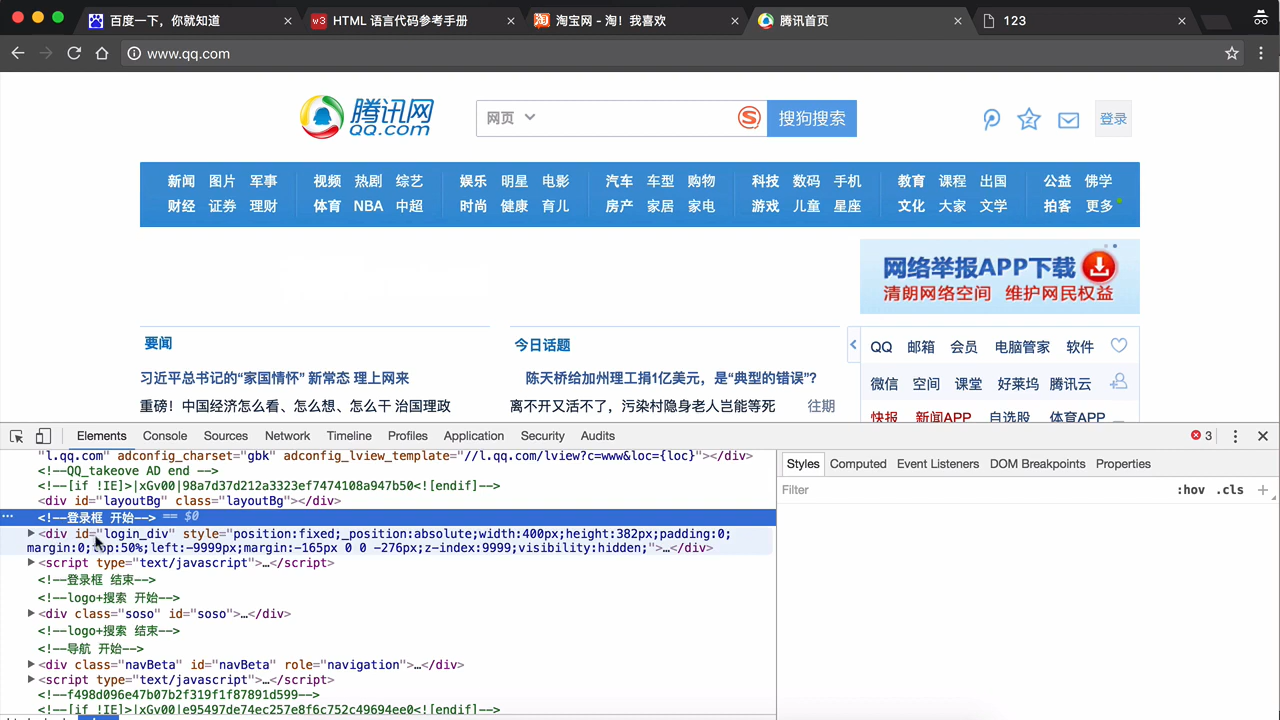 百度一下，你就知道
HTML 语言代码参考手册
淘宝网 - 淘！我喜欢
腾讯首页
123
www.qq.com
腾讯网
QQ.com
网页
搜狗搜索
登录
新闻 图片 军事 视频 热剧 综艺 娱乐 明星 电影 汽车 车型 购物 科技 数码 手机 教育 课程 出国 公益 佛学
财经 证券 理财 体育 NBA 中超 时尚 健康 育儿 房产 家居 家电 游戏 儿童 星座 文化 大家 文学 拍客 更多
网络举报APP下载
清朗网络空间 维护网民权益
要闻
今日话题
QQ 邮箱 会员 电脑管家 软件
习近平总书记的“家国情怀” 新常态 理上网来
陈天桥给加州理工捐1亿美元，是“典型的错误”？
微信 空间 课堂 好莱坞 腾讯云
重磅！中国经济怎么看、怎么想、怎么干 治国理政
离不开又活不了，污染村隐身老人岂能等死 往期
快报 新闻APP 自选股 体育APP
Elements Console Sources Network Timeline Profiles Application Security Audits 3
"l.qq.com" adconfig_charset="gbk" adconfig_lview_template="//l.qq.com/lview?c=www&loc={loc}"></div>
<!--QQ_takeove AD end -->
<!--[if !IE]>|xGv00|98a7d37d212a3323ef7474108a947b50<![endif]-->
<div id="layoutBg" class="layoutBg"></div>
<!--登录框 开始--> == $0
<div id="login_div" style="position:fixed;_position:absolute;width:400px;height:382px;padding:0;
margin:0;top:50%;left:-9999px;margin:-165px 0 0 -276px;z-index:9999;visibility:hidden;">…</div>
<script type="text/javascript">…</script>
<!--登录框 结束-->
<!--logo+搜索 开始-->
<div class="soso" id="soso">…</div>
<!--logo+搜索 结束-->
<!--导航 开始-->
<div class="navBeta" id="navBeta" role="navigation">…</div>
<script type="text/javascript">…</script>
<!--f498d096e47b07b2f319f1f87891d599-->
<!--[if !IE]>|xGv00|e95497de74ec257e8f6c752c49694cef<![endif]-->
Styles Computed Event Listeners DOM Breakpoints Properties
Filter :hov .cls